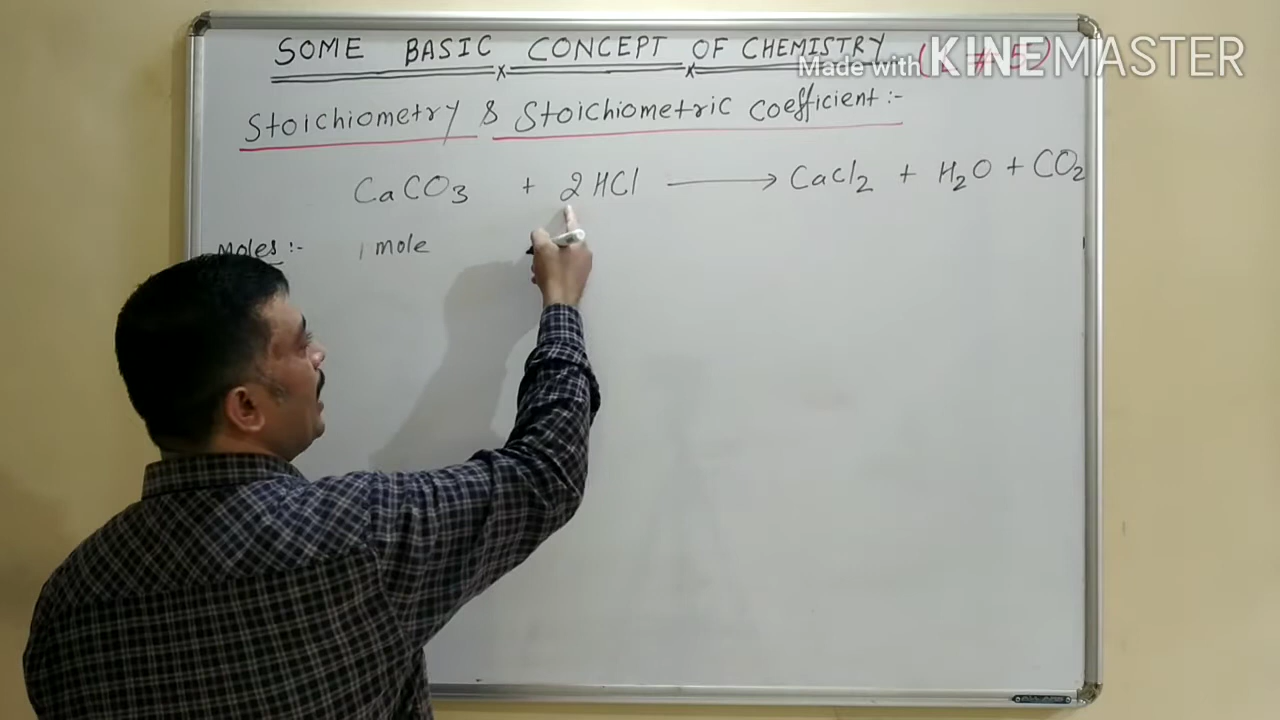 SOME BASIC CONCEPT OF CHEMISTRY
Made with KINEMASTER
Stoichiometry & Stoichiometric Coefficient :-
CaCO3 + 2HCl ⟶ CaCl2 + H2O + CO2
Moles :- 1 mole